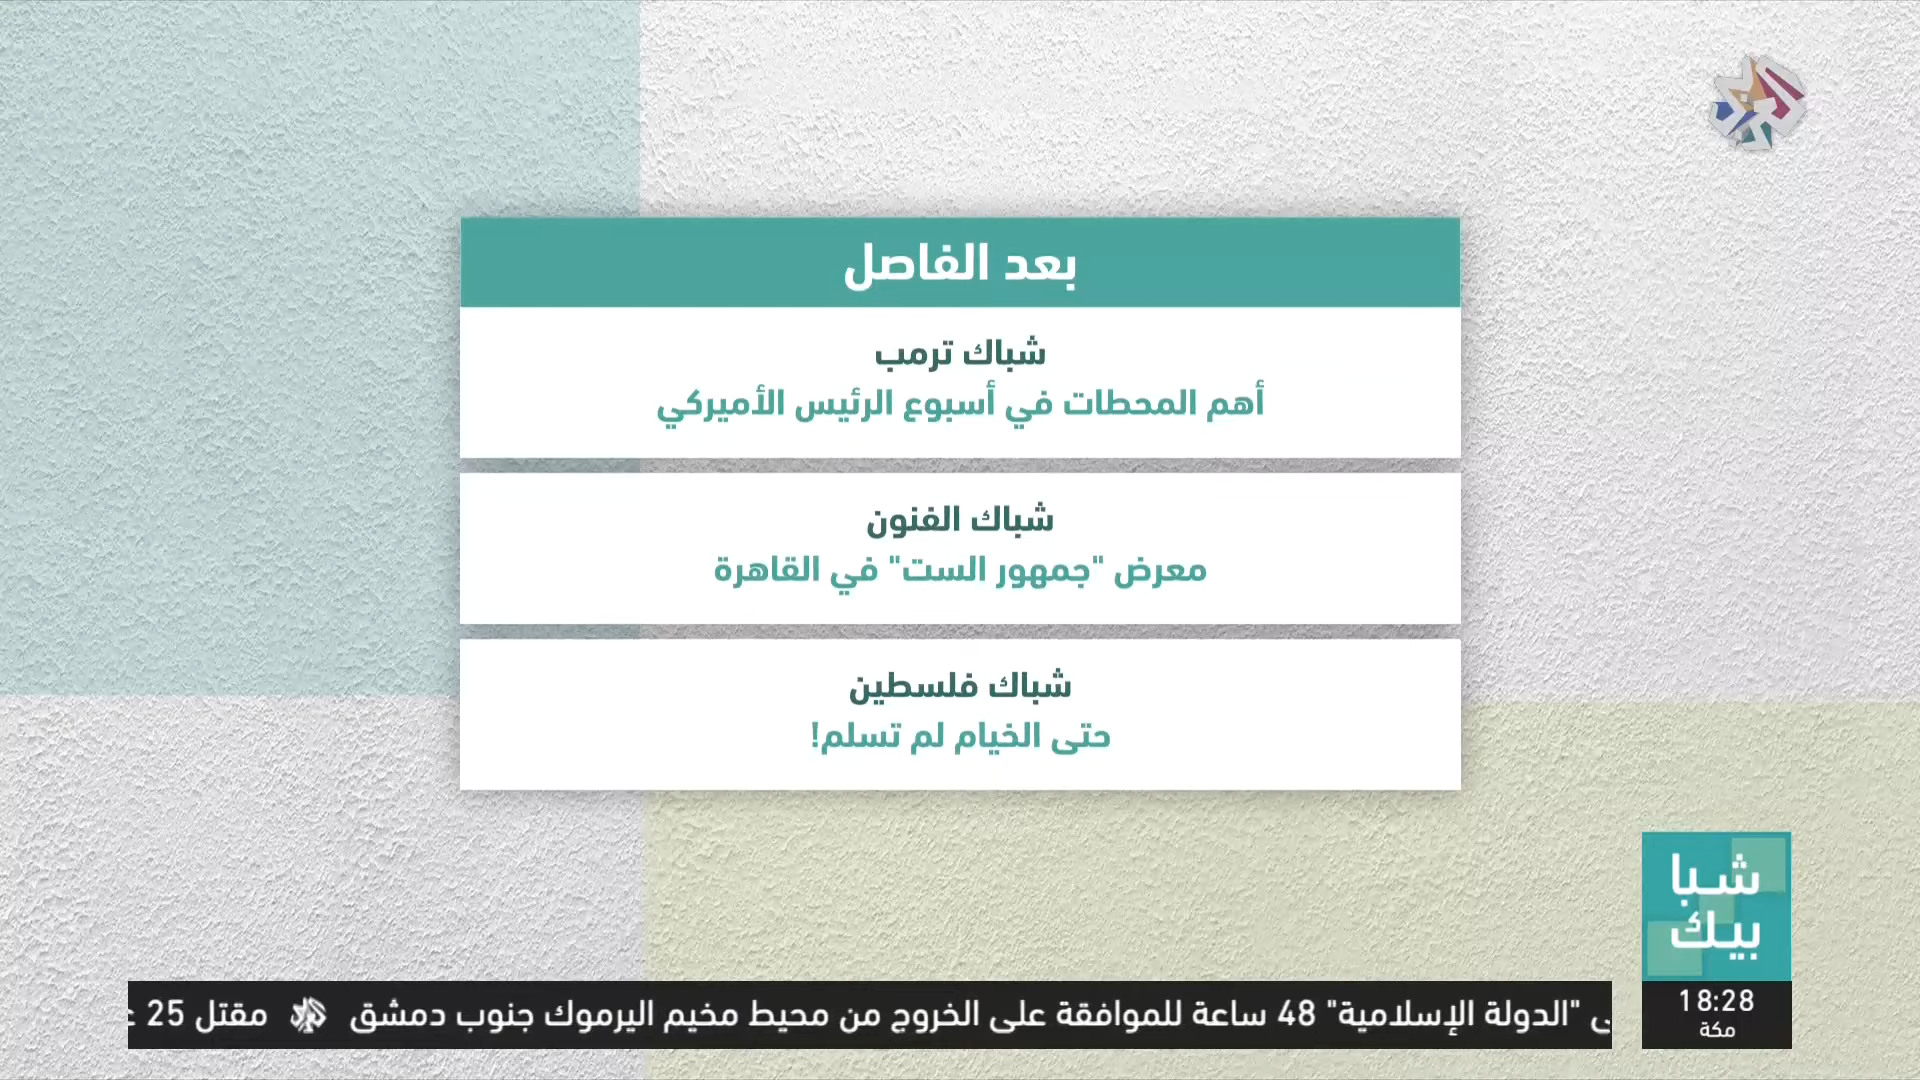 بعد الفاصل
شباك ترمب
أهم المحطات في أسبوع الرئيس الأميركي
شباك الفنون
معرض "جمهور الست" في القاهرة
شباك فلسطين
حتى الخيام لم تسلم!
شبا
بيك
"الدولة الإسلامية" 48 ساعة للموافقة على الخروج من محيط مخيم اليرموك جنوب دمشق مقتل 25
18:28
مكة